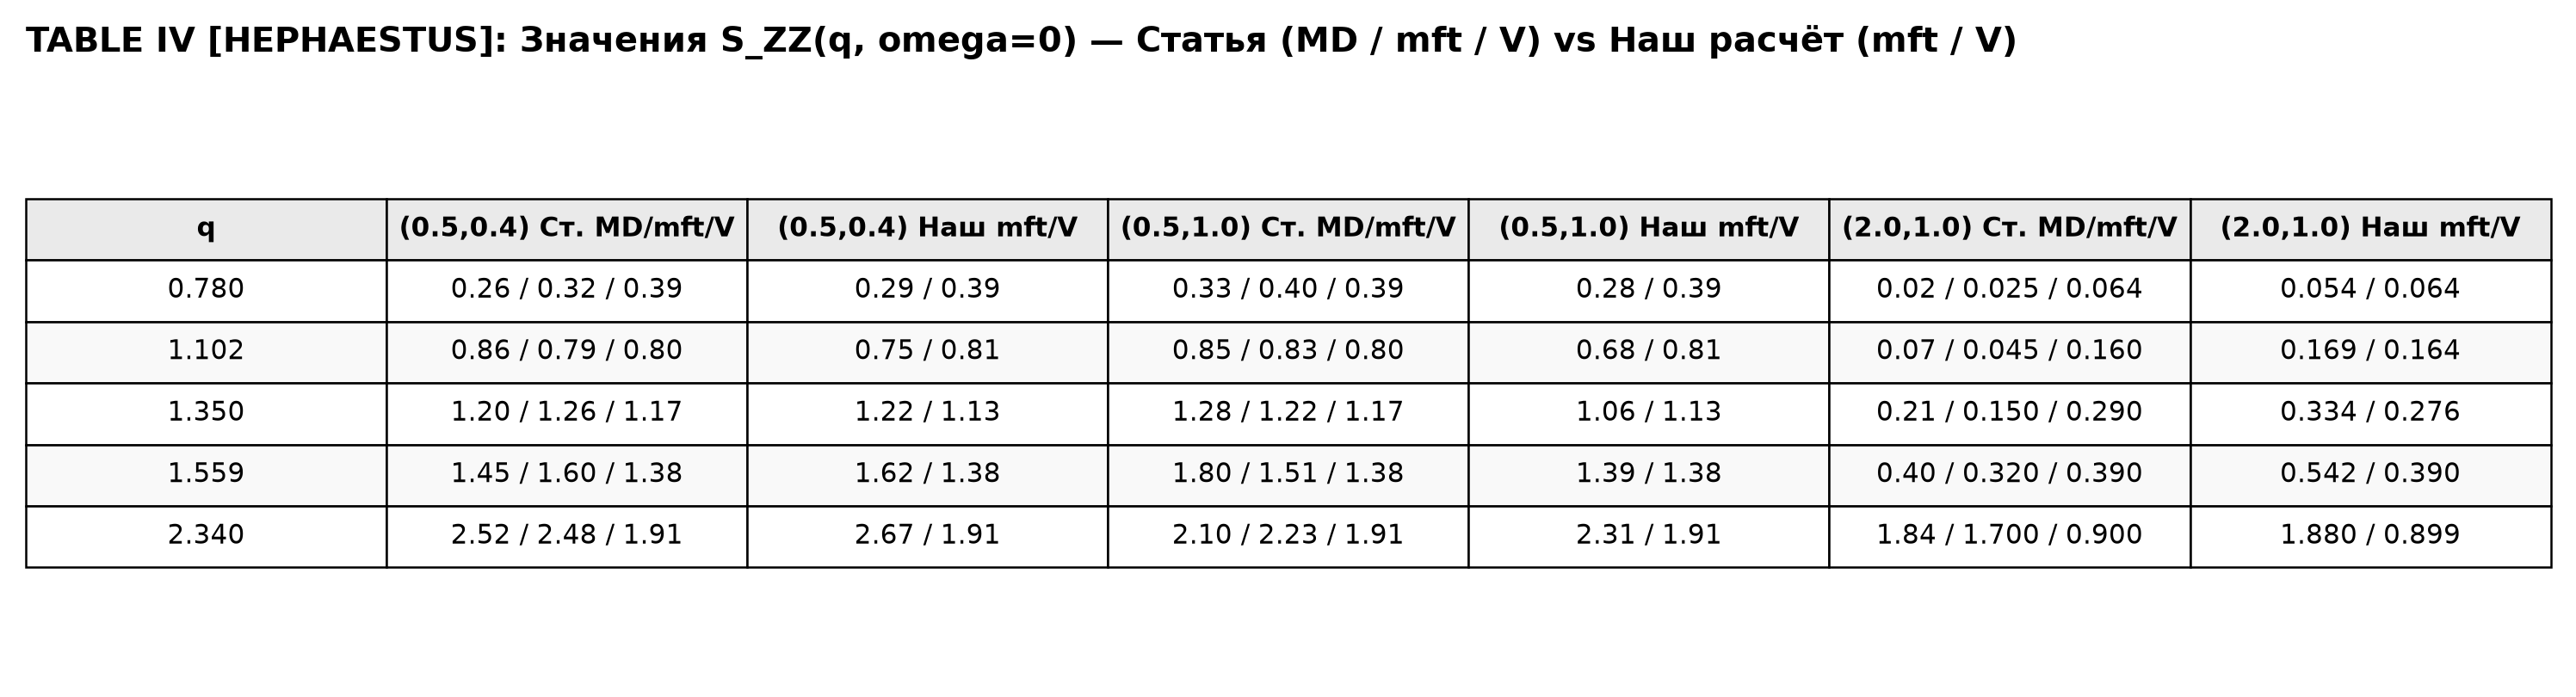 TABLE IV [HEPHAESTUS]: Значения S_ZZ(q, omega=0) — Статья (MD / mft / V) vs Наш расчёт (mft / V)
q (0.5,0.4) Ст. MD/mft/V (0.5,0.4) Наш mft/V (0.5,1.0) Ст. MD/mft/V (0.5,1.0) Наш mft/V (2.0,1.0) Ст. MD/mft/V (2.0,1.0) Наш mft/V
0.780 0.26 / 0.32 / 0.39 0.29 / 0.39 0.33 / 0.40 / 0.39 0.28 / 0.39 0.02 / 0.025 / 0.064 0.054 / 0.064
1.102 0.86 / 0.79 / 0.80 0.75 / 0.81 0.85 / 0.83 / 0.80 0.68 / 0.81 0.07 / 0.045 / 0.160 0.169 / 0.164
1.350 1.20 / 1.26 / 1.17 1.22 / 1.13 1.28 / 1.22 / 1.17 1.06 / 1.13 0.21 / 0.150 / 0.290 0.334 / 0.276
1.559 1.45 / 1.60 / 1.38 1.62 / 1.38 1.80 / 1.51 / 1.38 1.39 / 1.38 0.40 / 0.320 / 0.390 0.542 / 0.390
2.340 2.52 / 2.48 / 1.91 2.67 / 1.91 2.10 / 2.23 / 1.91 2.31 / 1.91 1.84 / 1.700 / 0.900 1.880 / 0.899